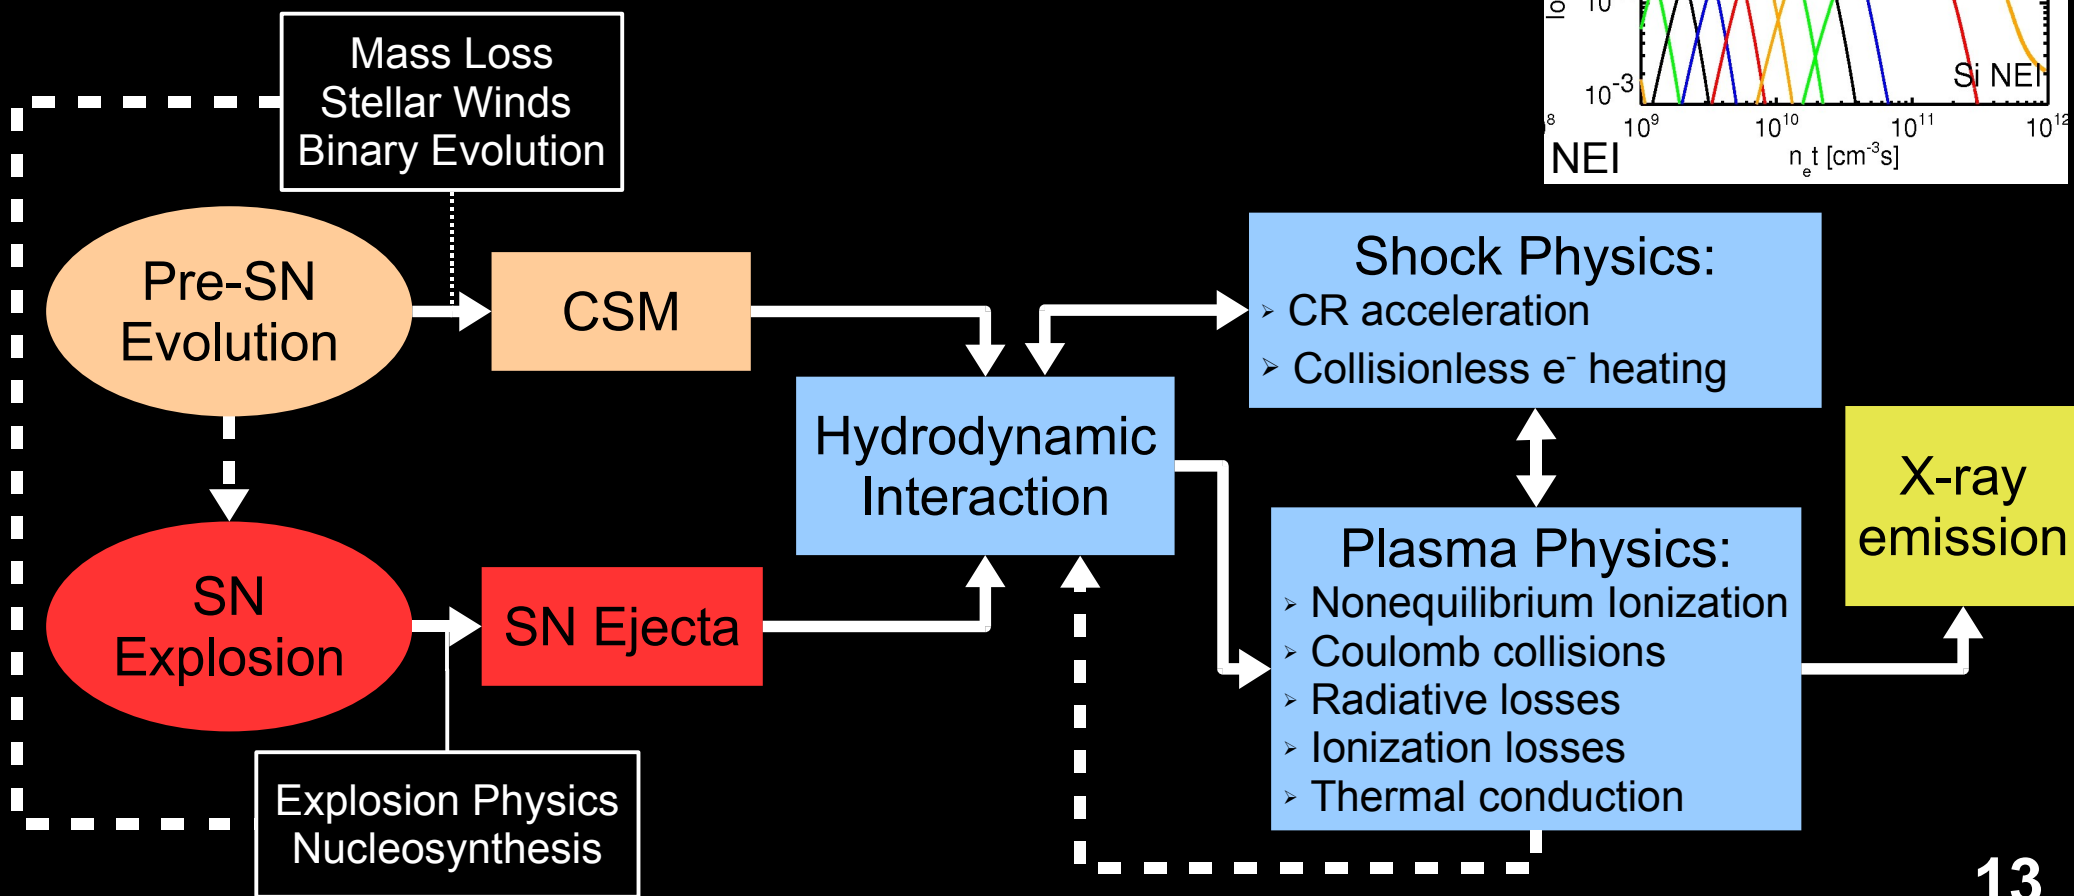 Mass Loss
Stellar Winds
Binary Evolution
10
10⁻³
Si NEI
8
10⁹
10¹⁰
10¹¹
10¹²
NEI
nₑt [cm⁻³s]
Pre-SN
Evolution
CSM
Shock Physics:
➢ CR acceleration
➢ Collisionless e⁻ heating
Hydrodynamic
Interaction
X-ray
emission
SN
Explosion
SN Ejecta
Plasma Physics:
➢ Nonequilibrium Ionization
➢ Coulomb collisions
➢ Radiative losses
➢ Ionization losses
➢ Thermal conduction
Explosion Physics
Nucleosynthesis
13